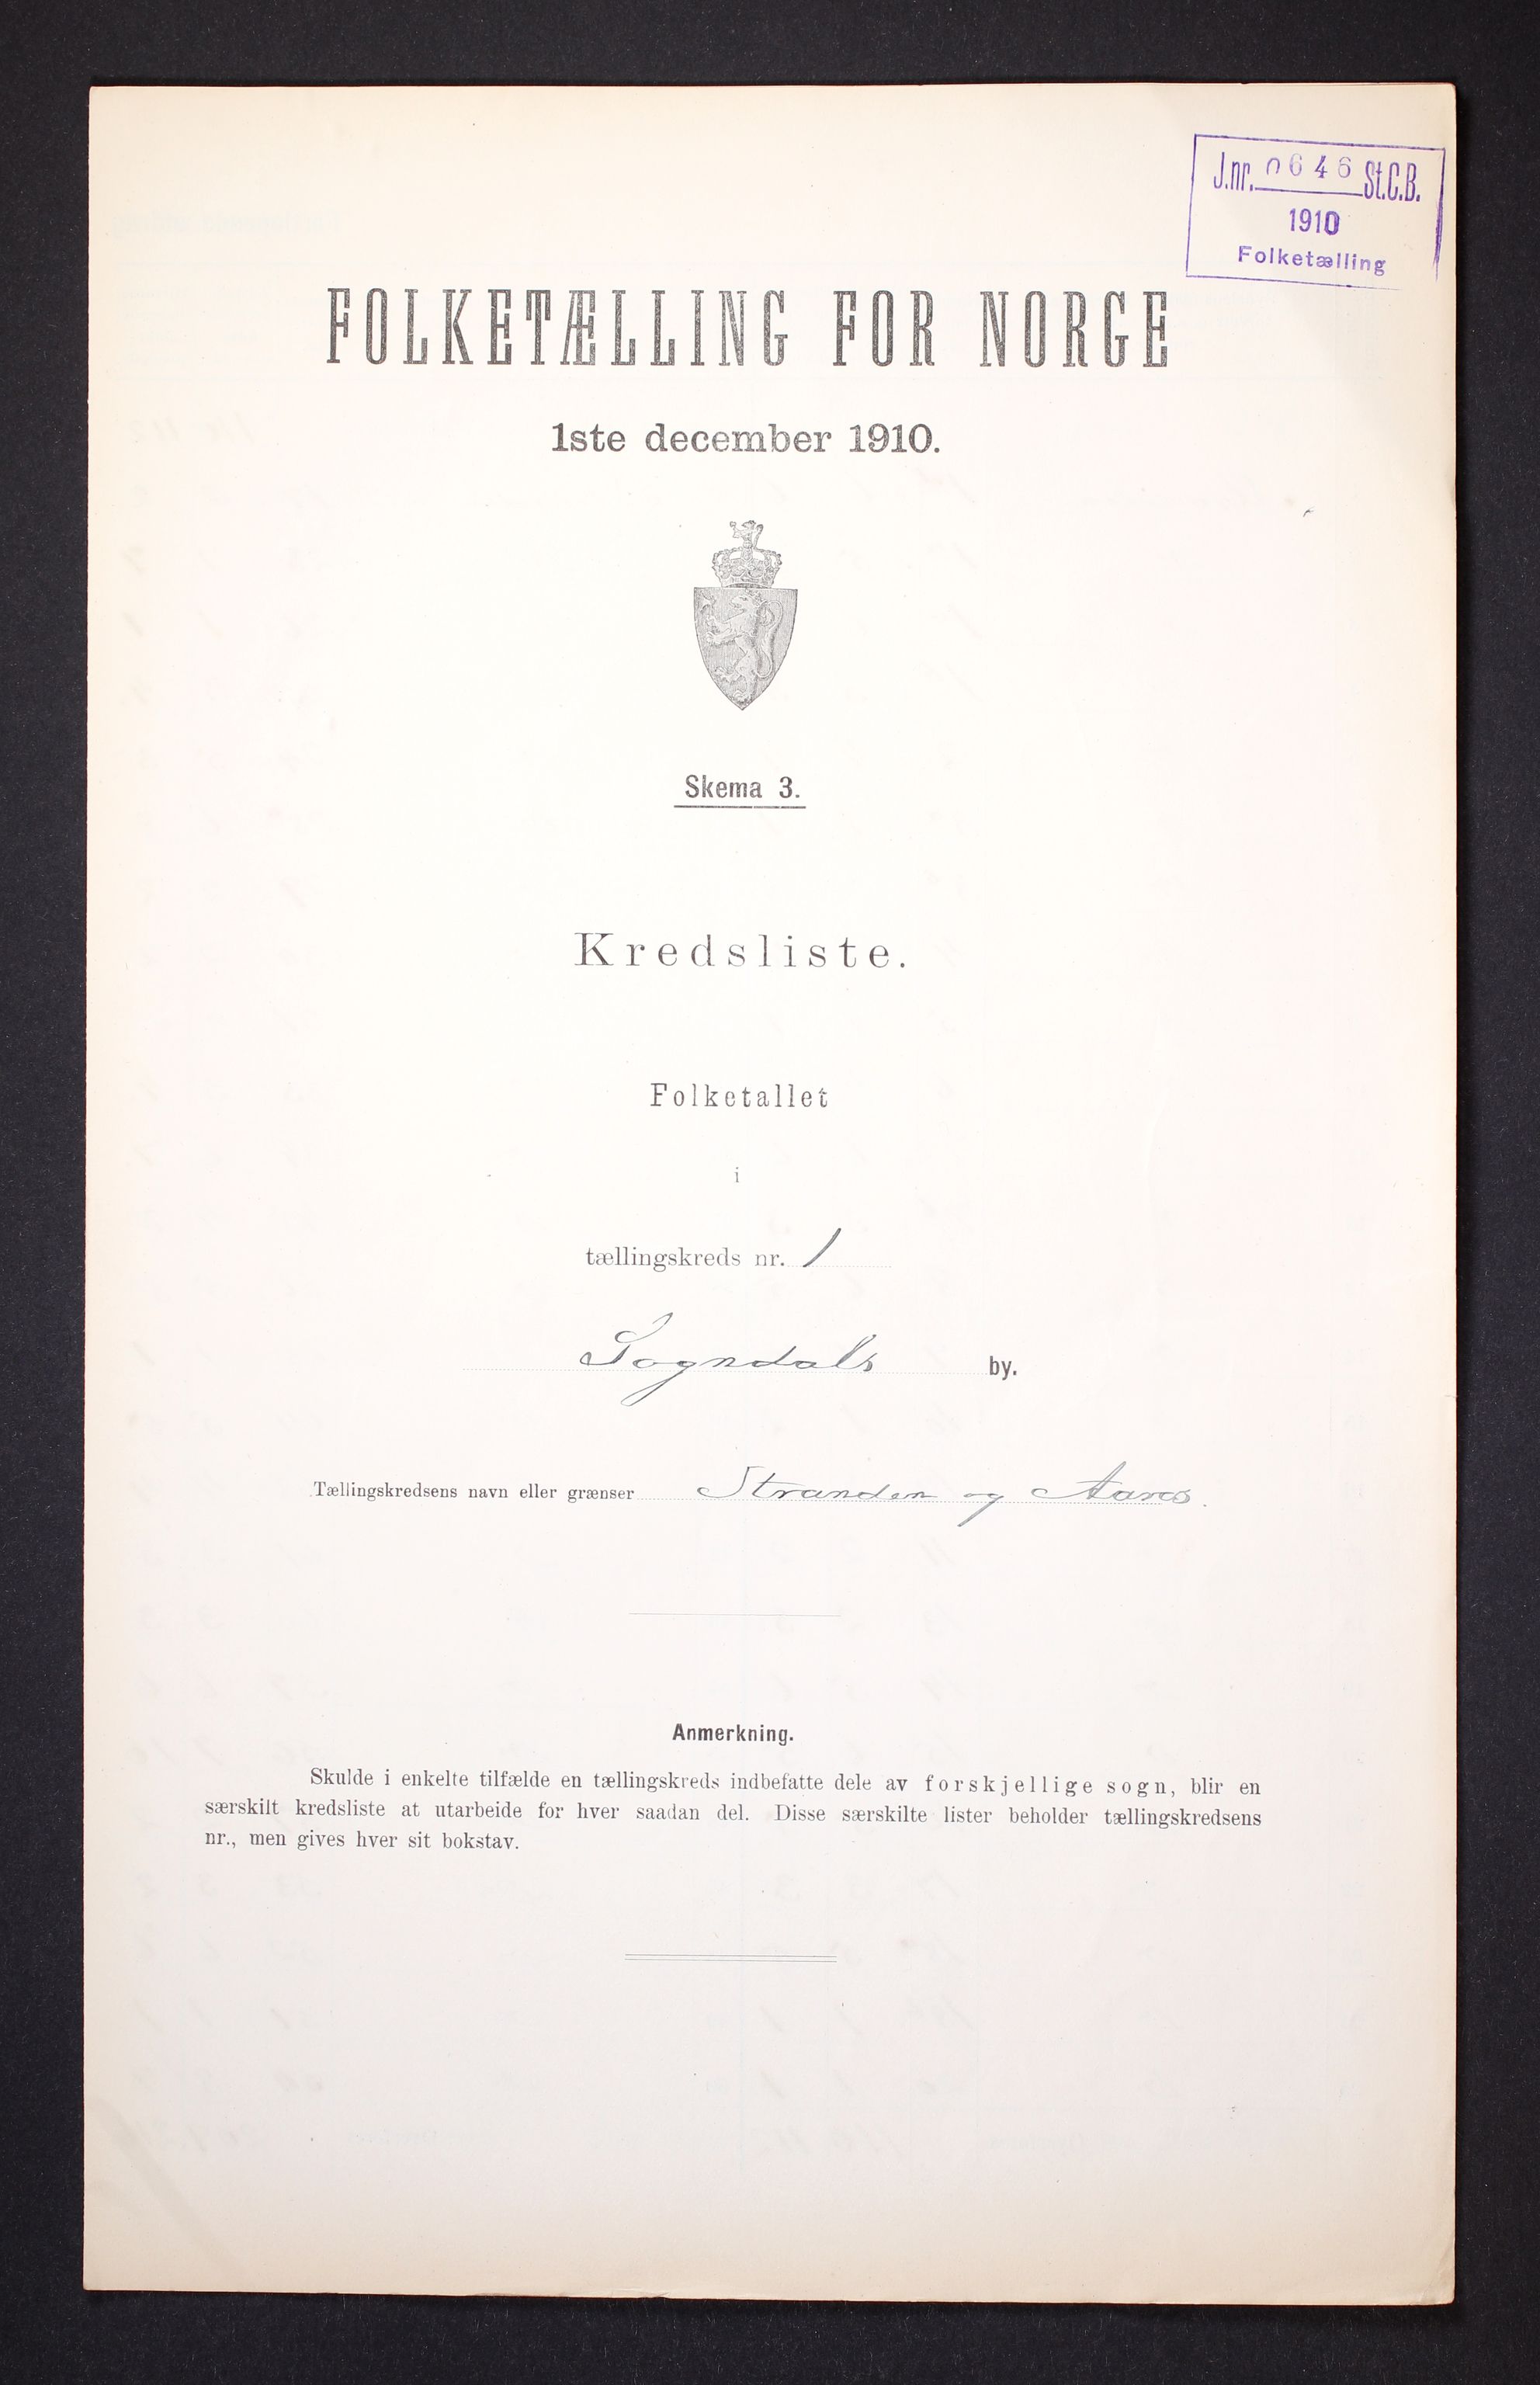 J.nr. 0646 St.C.B.
1910
Folketælling
FOLKETÆLLING FOR NORGE
1ste december 1910.
Skema 3.
Kredsliste.
Folketallet
i
tællingskreds nr. 1
Sogndals by.
Tællingskredsens navn eller grænser Stranden og Aaros.
Anmerkning.
Skulde i enkelte tilfælde en tællingskreds indbefatte dele av forskjellige sogn, blir en
særskilt kredsliste at utarbeide for hver saadan del. Disse særskilte lister beholder tællingskredsens
nr., men gives hver sit bokstav.